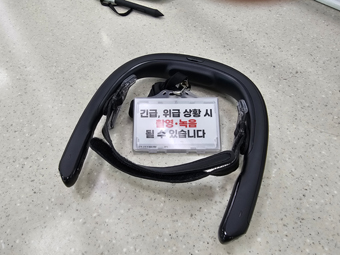 긴급, 위급 상황 시
촬영·녹음
될 수 있습니다